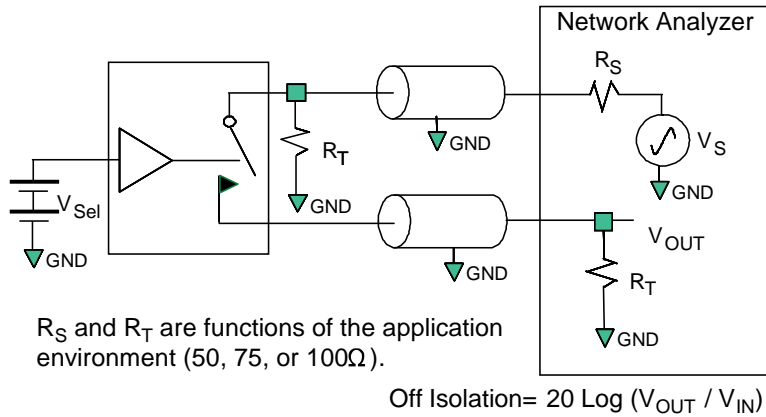 Network Analyzer
R_S
GND
V_S
R_T
GND
V_Sel
GND
GND
GND
V_OUT
R_T
GND
GND
R_S and R_T are functions of the application
environment (50, 75, or 100Ω).
Off Isolation= 20 Log (V_OUT / V_IN)